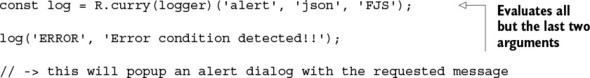 const log = R.curry(logger)('alert', 'json', 'FJS');
Evaluates all
but the last two
arguments
log('ERROR', 'Error condition detected!!');
// -> this will popup an alert dialog with the requested message